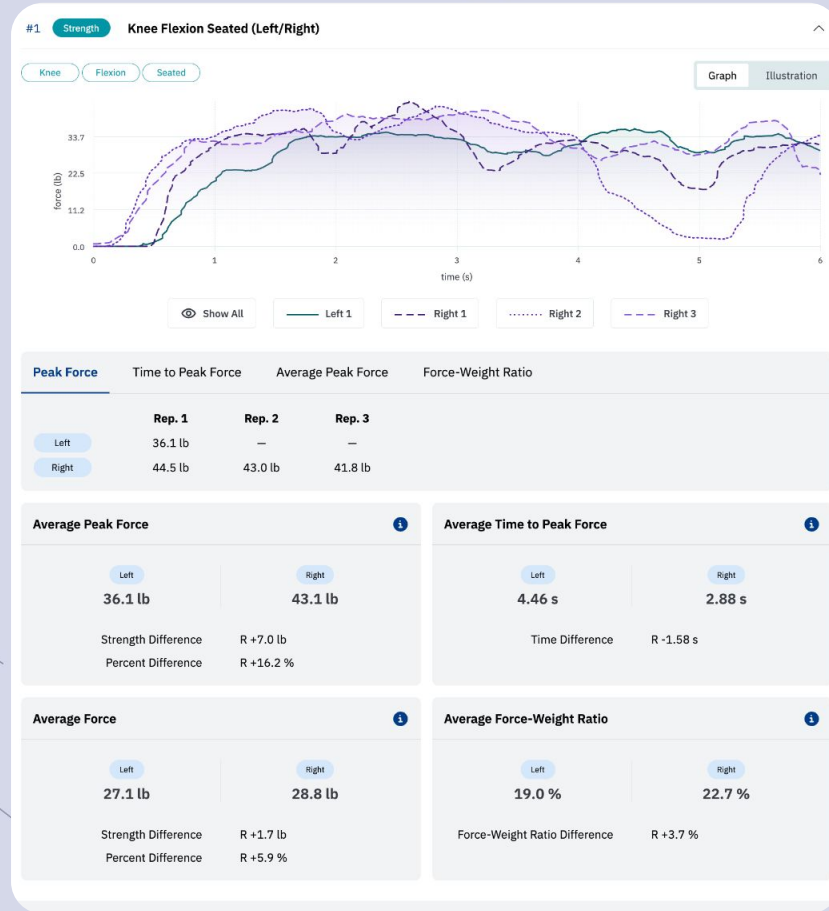 #1 Strength Knee Flexion Seated (Left/Right)
Knee Flexion Seated
Graph Illustration
force (lb)
33.7
22.5
11.2
0.0
0 1 2 3 4 5 6
time (s)
Show All Left 1 Right 1 Right 2 Right 3
Peak Force Time to Peak Force Average Peak Force Force-Weight Ratio
Rep. 1 Rep. 2 Rep. 3
Left 36.1 lb – –
Right 44.5 lb 43.0 lb 41.8 lb
Average Peak Force
Left Right
36.1 lb 43.1 lb
Strength Difference R +7.0 lb
Percent Difference R +16.2 %
Average Time to Peak Force
Left Right
4.46 s 2.88 s
Time Difference R -1.58 s
Average Force
Left Right
27.1 lb 28.8 lb
Strength Difference R +1.7 lb
Percent Difference R +5.9 %
Average Force-Weight Ratio
Left Right
19.0 % 22.7 %
Force-Weight Ratio Difference R +3.7 %